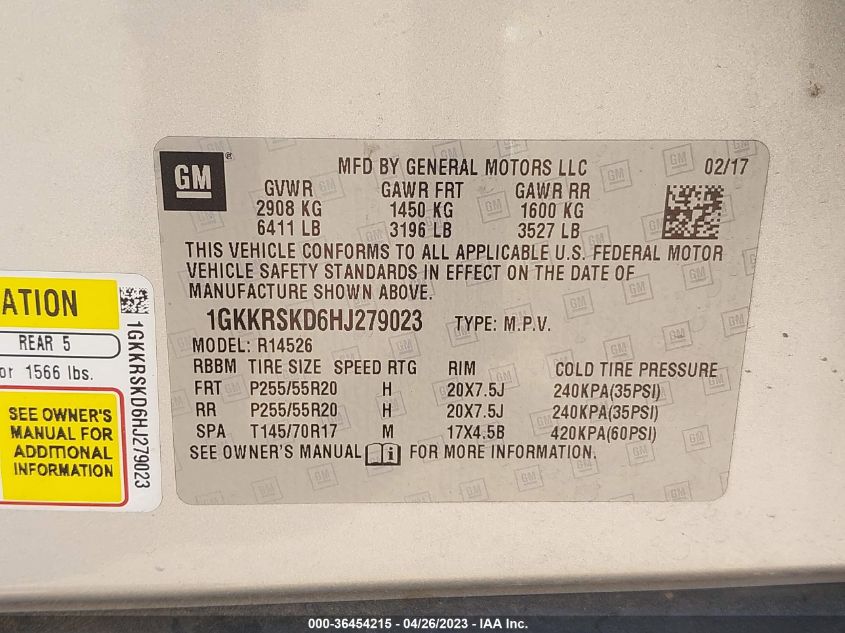 GM®
MFD BY GENERAL MOTORS LLC 02/17
GVWR GAWR FRT GAWR RR
2908 KG 1450 KG 1600 KG
6411 LB 3196 LB 3527 LB
THIS VEHICLE CONFORMS TO ALL APPLICABLE U.S. FEDERAL MOTOR
VEHICLE SAFETY STANDARDS IN EFFECT ON THE DATE OF
MANUFACTURE SHOWN ABOVE.
1GKKRSKD6HJ279023 TYPE: M.P.V.
MODEL: R14526
RBBM TIRE SIZE SPEED RTG RIM COLD TIRE PRESSURE
FRT P255/55R20 H 20X7.5J 240KPA(35PSI)
RR P255/55R20 H 20X7.5J 240KPA(35PSI)
SPA T145/70R17 M 17X4.5B 420KPA(60PSI)
SEE OWNER'S MANUAL FOR MORE INFORMATION.
ATION
REAR 5
or 1566 lbs.
SEE OWNER'S
MANUAL FOR
ADDITIONAL
INFORMATION
1GKKRSKD6HJ279023
000-36454215 - 04/26/2023 - IAA, Inc.